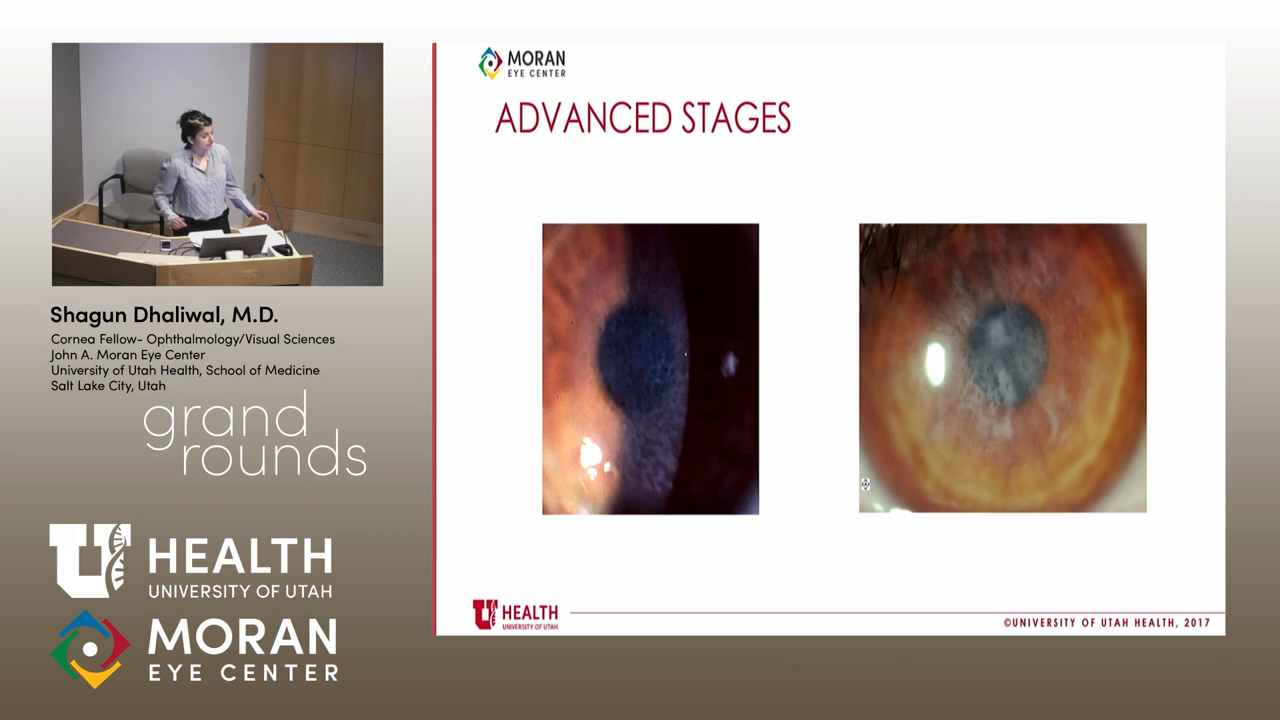 MORAN
EYE CENTER
ADVANCED STAGES
Shagun Dhaliwal, M.D.
Cornea Fellow- Ophthalmology/Visual Sciences
John A. Moran Eye Center
University of Utah Health, School of Medicine
Salt Lake City, Utah
grand
rounds
U HEALTH
UNIVERSITY OF UTAH
MORAN
EYE CENTER
U HEALTH
UNIVERSITY OF UTAH
©UNIVERSITY OF UTAH HEALTH, 2017